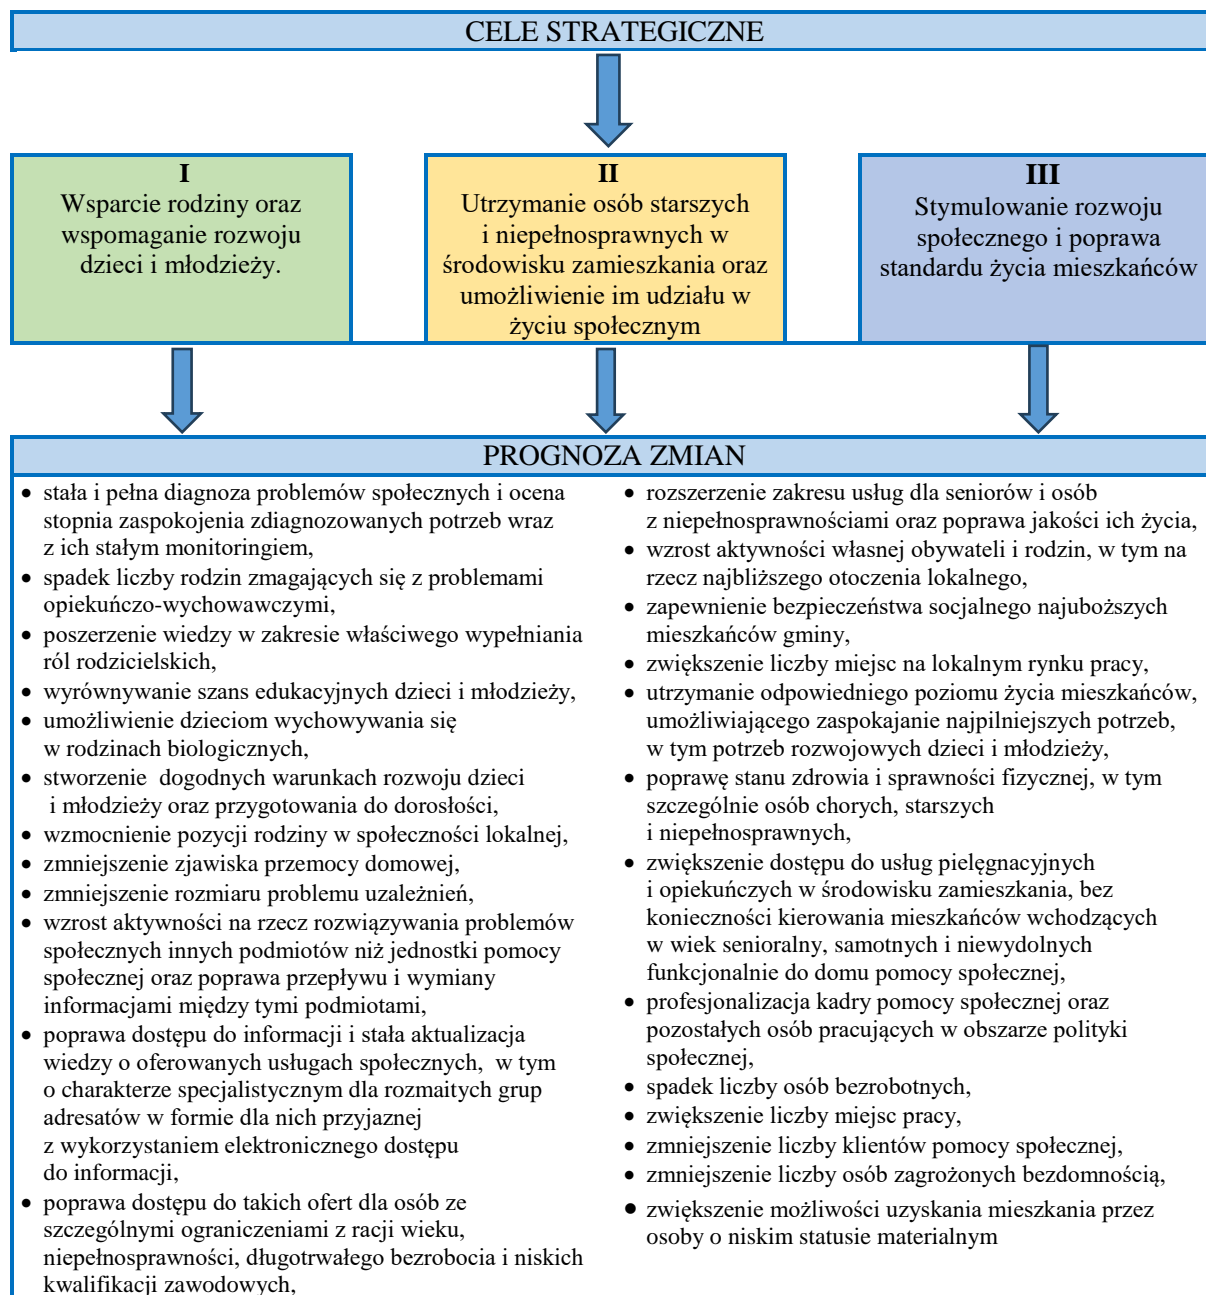 CELE STRATEGICZNE
I
Wsparcie rodziny oraz
wspomaganie rozwoju
dzieci i młodzieży.
II
Utrzymanie osób starszych
i niepełnosprawnych w
środowisku zamieszkania oraz
umożliwienie im udziału w
życiu społecznym
III
Stymulowanie rozwoju
społecznego i poprawa
standardu życia mieszkańców
PROGNOZA ZMIAN
• stała i pełna diagnoza problemów społecznych i ocena
stopnia zaspokojenia zdiagnozowanych potrzeb wraz
z ich stałym monitoringiem,
• spadek liczby rodzin zmagających się z problemami
opiekuńczo-wychowawczymi,
• poszerzenie wiedzy w zakresie właściwego wypełniania
ról rodzicielskich,
• wyrównywanie szans edukacyjnych dzieci i młodzieży,
• umożliwienie dzieciom wychowywania się
w rodzinach biologicznych,
• stworzenie  dogodnych warunkach rozwoju dzieci
i młodzieży oraz przygotowania do dorosłości,
• wzmocnienie pozycji rodziny w społeczności lokalnej,
• zmniejszenie zjawiska przemocy domowej,
• zmniejszenie rozmiaru problemu uzależnień,
• wzrost aktywności na rzecz rozwiązywania problemów
społecznych innych podmiotów niż jednostki pomocy
społecznej oraz poprawa przepływu i wymiany
informacjami między tymi podmiotami,
• poprawa dostępu do informacji i stała aktualizacja
wiedzy o oferowanych usługach społecznych,  w tym
o charakterze specjalistycznym dla rozmaitych grup
adresatów w formie dla nich przyjaznej
z wykorzystaniem elektronicznego dostępu
do informacji,
• poprawa dostępu do takich ofert dla osób ze
szczególnymi ograniczeniami z racji wieku,
niepełnosprawności, długotrwałego bezrobocia i niskich
kwalifikacji zawodowych,
• rozszerzenie zakresu usług dla seniorów i osób
z niepełnosprawnościami oraz poprawa jakości ich życia,
• wzrost aktywności własnej obywateli i rodzin, w tym na
rzecz najbliższego otoczenia lokalnego,
• zapewnienie bezpieczeństwa socjalnego najuboższych
mieszkańców gminy,
• zwiększenie liczby miejsc na lokalnym rynku pracy,
• utrzymanie odpowiedniego poziomu życia mieszkańców,
umożliwiającego zaspokajanie najpilniejszych potrzeb,
w tym potrzeb rozwojowych dzieci i młodzieży,
• poprawę stanu zdrowia i sprawności fizycznej, w tym
szczególnie osób chorych, starszych
i niepełnosprawnych,
• zwiększenie dostępu do usług pielęgnacyjnych
i opiekuńczych w środowisku zamieszkania, bez
konieczności kierowania mieszkańców wchodzących
w wiek senioralny, samotnych i niewydolnych
funkcjonalnie do domu pomocy społecznej,
• profesjonalizacja kadry pomocy społecznej oraz
pozostałych osób pracujących w obszarze polityki
społecznej,
• spadek liczby osób bezrobotnych,
• zwiększenie liczby miejsc pracy,
• zmniejszenie liczby klientów pomocy społecznej,
• zmniejszenie liczby osób zagrożonych bezdomnością,
• zwiększenie możliwości uzyskania mieszkania przez
osoby o niskim statusie materialnym